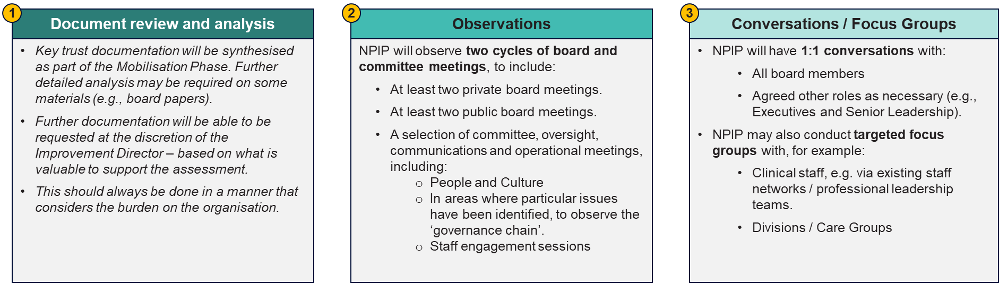 1
Document review and analysis
• Key trust documentation will be synthesised
as part of the Mobilisation Phase. Further
detailed analysis may be required on some
materials (e.g., board papers).
• Further documentation will be able to be
requested at the discretion of the
Improvement Director – based on what is
valuable to support the assessment.
• This should always be done in a manner that
considers the burden on the organisation.
2
Observations
NPIP will observe two cycles of board and
committee meetings, to include:
• At least two private board meetings.
• At least two public board meetings.
• A selection of committee, oversight,
communications and operational meetings,
including:
o People and Culture
o In areas where particular issues
have been identified, to observe the
‘governance chain’.
o Staff engagement sessions
3
Conversations / Focus Groups
• NPIP will have 1:1 conversations with:
• All board members
• Agreed other roles as necessary (e.g.,
Executives and Senior Leadership).
• NPIP may also conduct targeted focus
groups with, for example:
• Clinical staff, e.g. via existing staff
networks / professional leadership
teams.
• Divisions / Care Groups